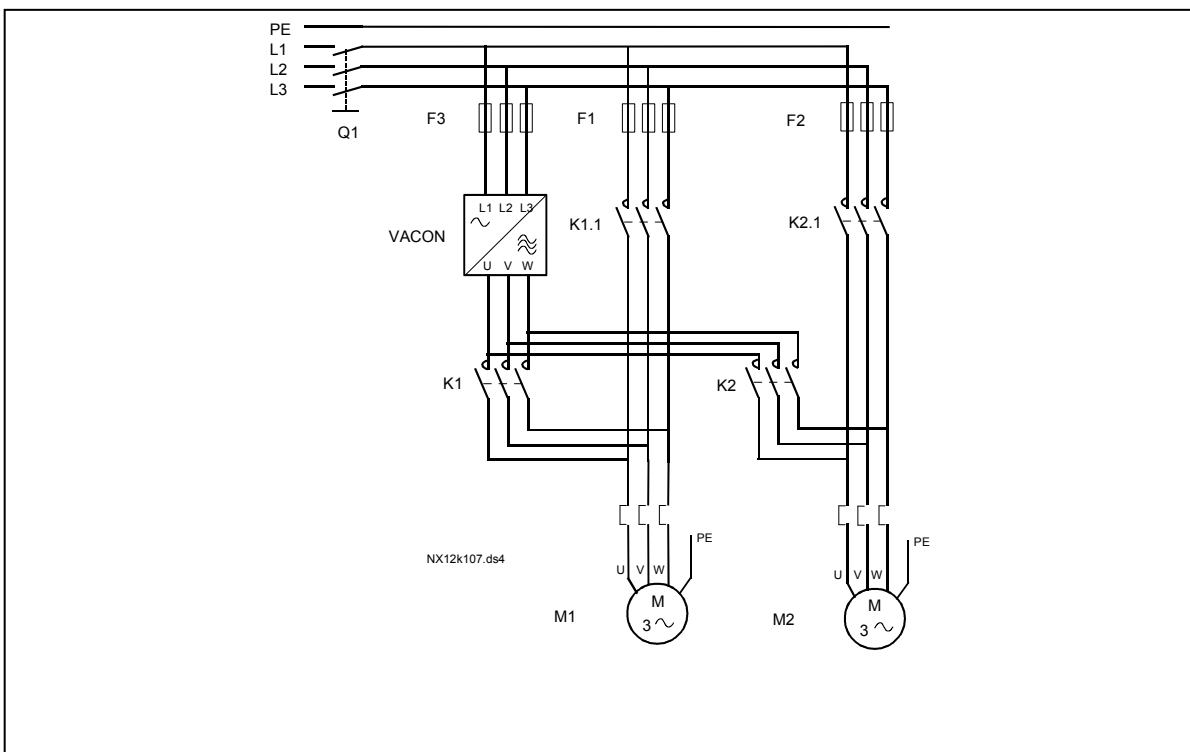 PE
L1
L2
L3
Q1
F3
F1
F2
L1 L2 L3
VACON
U V W
K1.1
K2.1
K1
K2
NX12k107.ds4
PE
PE
U V W
U V W
M1
M
3
M2
M
3